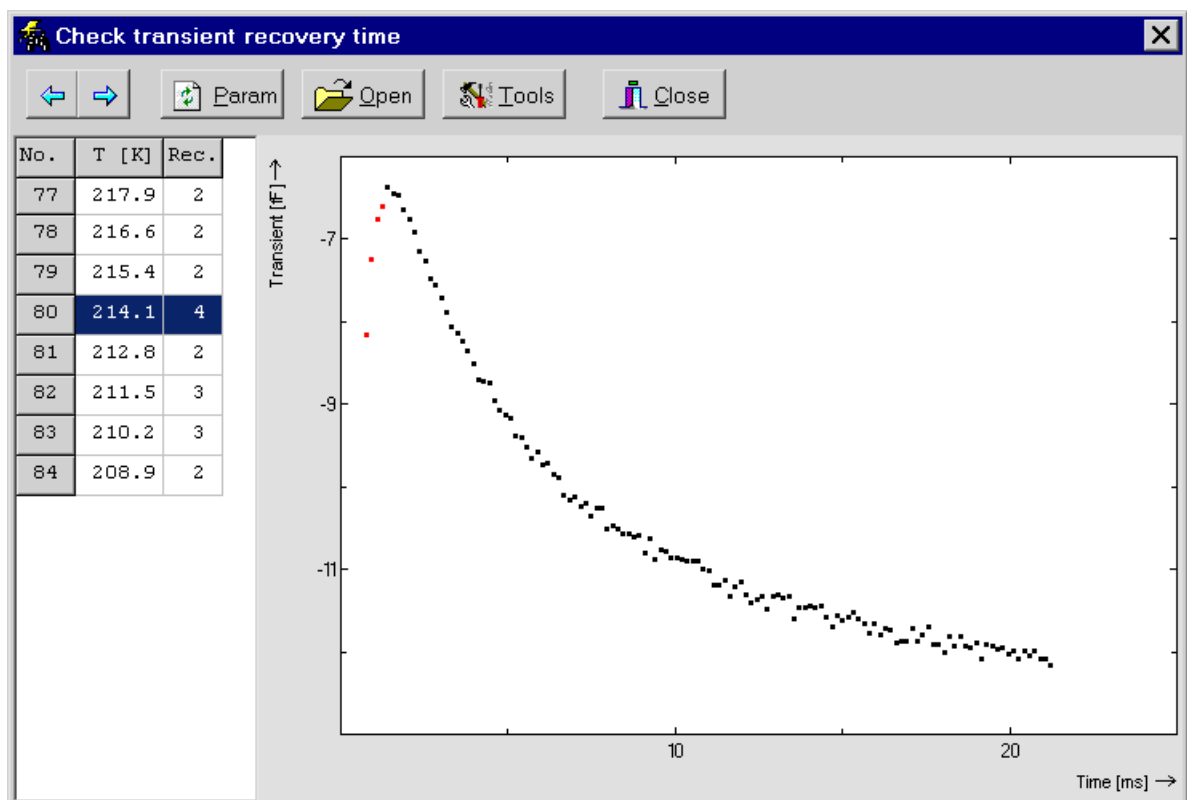 Check transient recovery time
Param Open Tools Close
No. T [K] Rec.
77 217.9 2
78 216.6 2
79 215.4 2
80 214.1 4
81 212.8 2
82 211.5 3
83 210.2 3
84 208.9 2
Transient [fF]
-7
-9
-11
10 20
Time [ms]